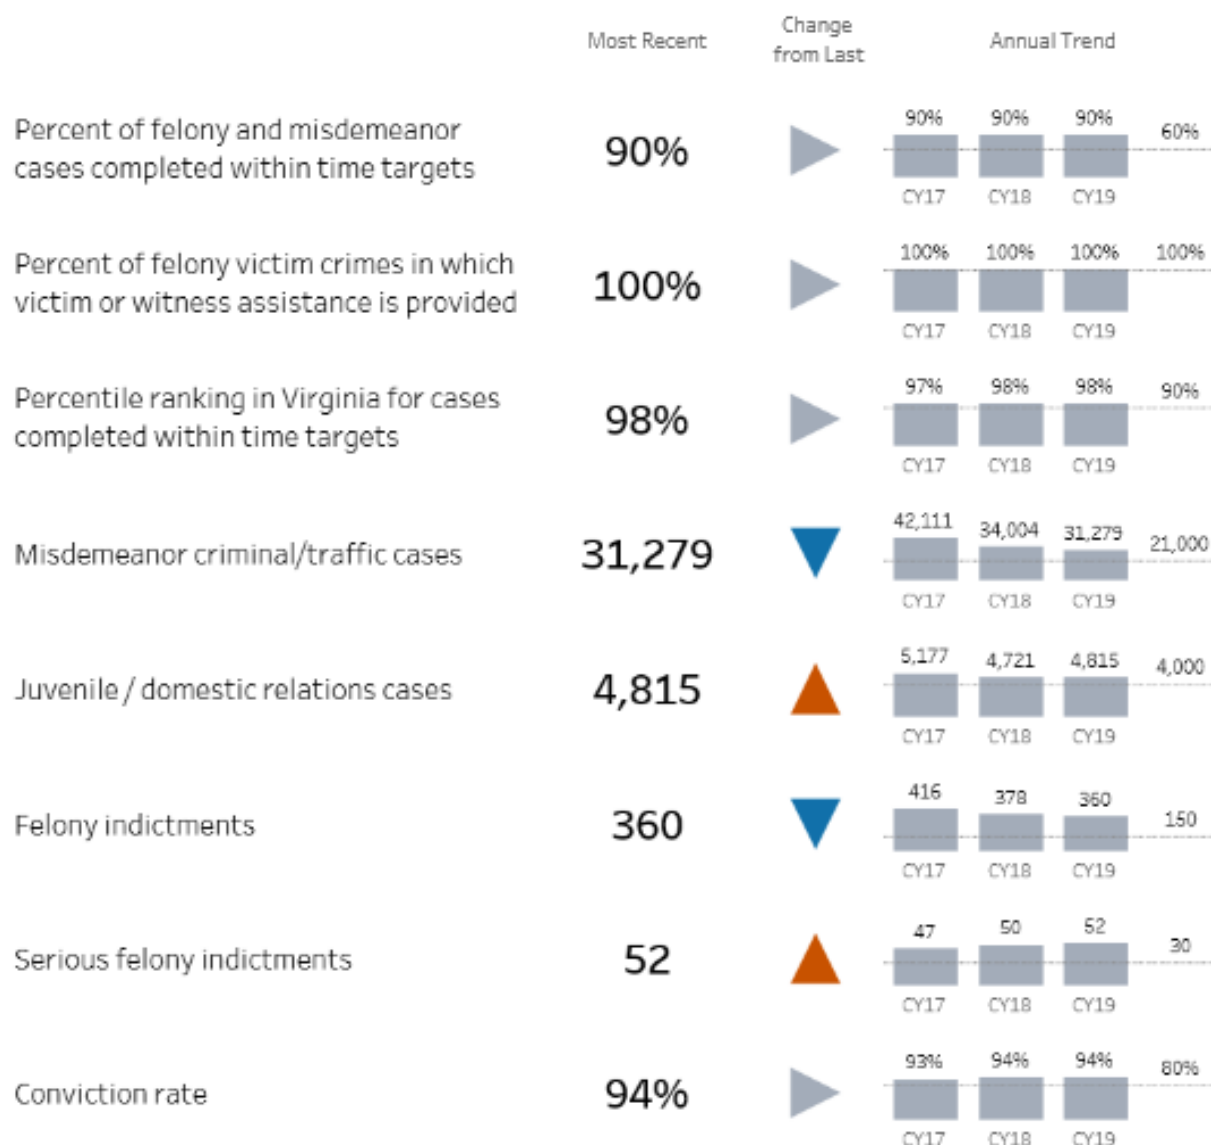 Most Recent
Change
from Last
Annual Trend
Percent of felony and misdemeanor
cases completed within time targets
90%
90% 90% 90% 60%
CY17 CY18 CY19
Percent of felony victim crimes in which
victim or witness assistance is provided
100%
100% 100% 100% 100%
CY17 CY18 CY19
Percentile ranking in Virginia for cases
completed within time targets
98%
97% 98% 98% 90%
CY17 CY18 CY19
Misdemeanor criminal/traffic cases
31,279
42,111 34,004 31,279 21,000
CY17 CY18 CY19
Juvenile / domestic relations cases
4,815
5,177 4,721 4,815 4,000
CY17 CY18 CY19
Felony indictments
360
416 378 360 150
CY17 CY18 CY19
Serious felony indictments
52
47 50 52 30
CY17 CY18 CY19
Conviction rate
94%
93% 94% 94% 80%
CY17 CY18 CY19